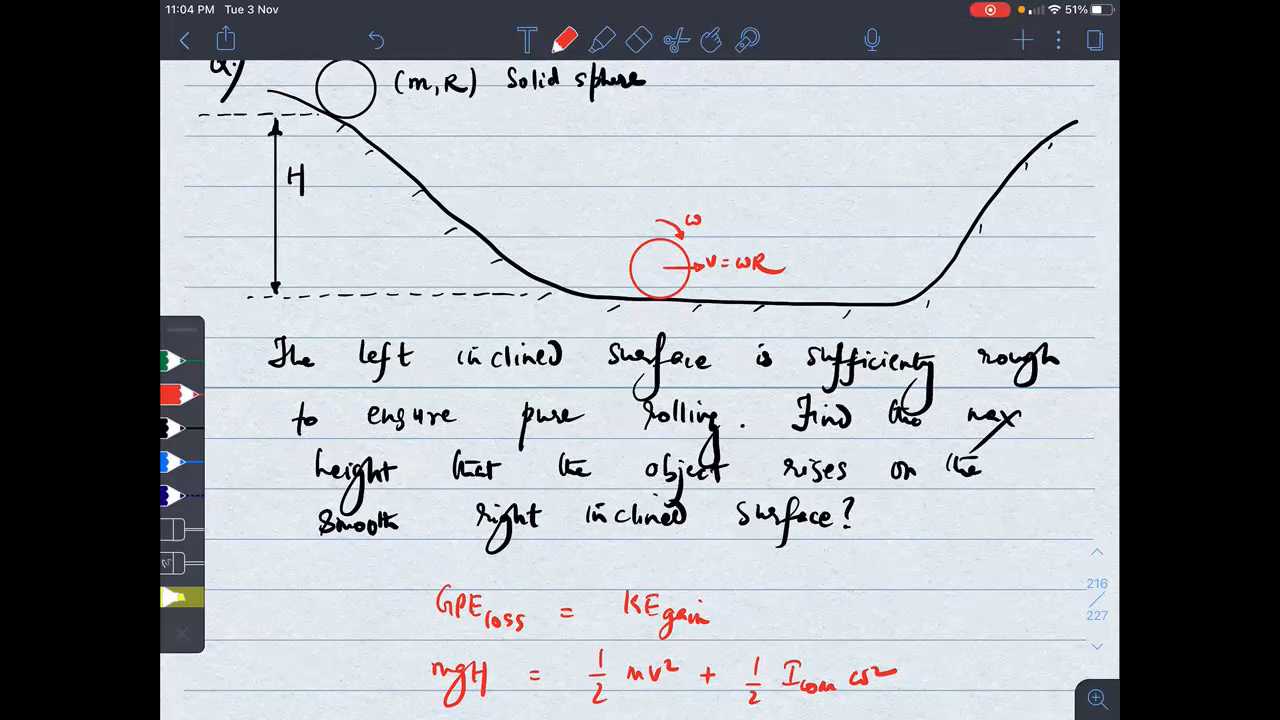 11:04 PM Tue 3 Nov
51%
Q.) (m, R) Solid sphere
H
ω
v = ωR
The left inclined surface is sufficienty rough
to ensure pure rolling. Find the max
height that the object rises on the
smooth right inclined surface?
216
227
GPE loss = KE gain
mgH = 1/2 mv² + 1/2 I com ω²